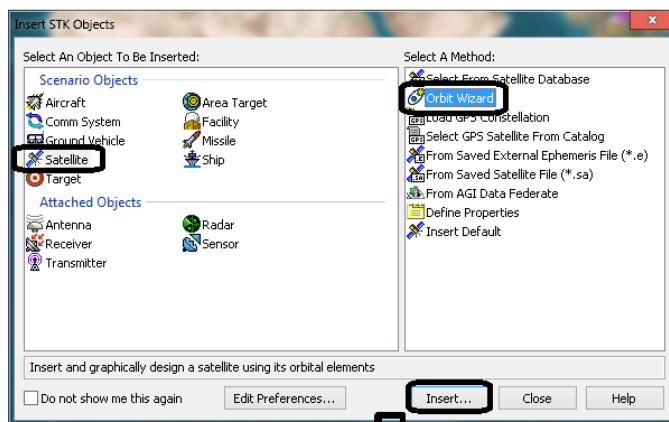 Insert STK Objects
x
Select An Object To Be Inserted:
Scenario Objects
Aircraft
Area Target
Comm System
Facility
Ground Vehicle
Missile
Satellite
Ship
Target
Attached Objects
Antenna
Radar
Receiver
Sensor
Transmitter
Select A Method:
Select From Satellite Database
Orbit Wizard
Load GPS Constellation
Select GPS Satellite From Catalog
From Saved External Ephemeris File (*.e)
From Saved Satellite File (*.sa)
From AGI Data Federate
Define Properties
Insert Default
Insert and graphically design a satellite using its orbital elements
Do not show me this again
Edit Preferences...
Insert...
Close
Help